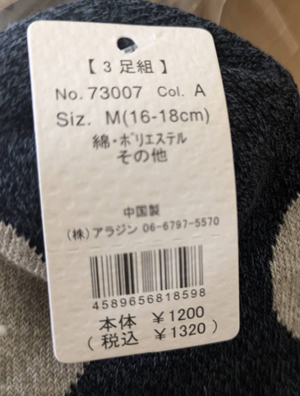 【 3 足組 】
No. 73007 Col. A
Siz. M(16-18cm)
綿・ポリエステル
その他
中国製
(株)アラジン 06-6797-5570
4589656818598
本体 ¥1200
(税込 ¥1320)